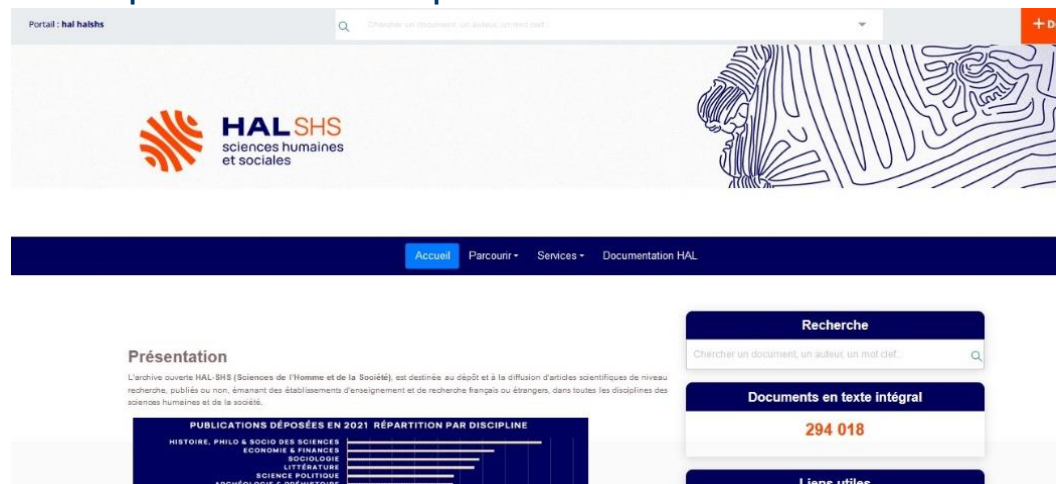 Portail : hal halshs
Chercher un document, un auteur, un mot clef...
HAL SHS
sciences humaines
et sociales
Accueil Parcourir Services Documentation HAL
Présentation
L'archive ouverte HAL-SHS (Sciences de l'Homme et de la Société), est destinée au dépôt et à la diffusion d'articles scientifiques de niveau
recherche, publiés ou non, émanant des établissements d'enseignement et de recherche français ou étrangers, dans toutes les disciplines des
sciences humaines et de la société.
PUBLICATIONS DÉPOSÉES EN 2021 RÉPARTITION PAR DISCIPLINE
HISTOIRE, PHILO & SOCIO DES SCIENCES
ECONOMIE & FINANCES
SOCIOLOGIE
LITTÉRATURE
SCIENCE POLITIQUE
ARCHÉOLOGIE & PRÉHISTOIRE
Recherche
Chercher un document, un auteur, un mot clef...
Documents en texte intégral
294 018
Liens utiles